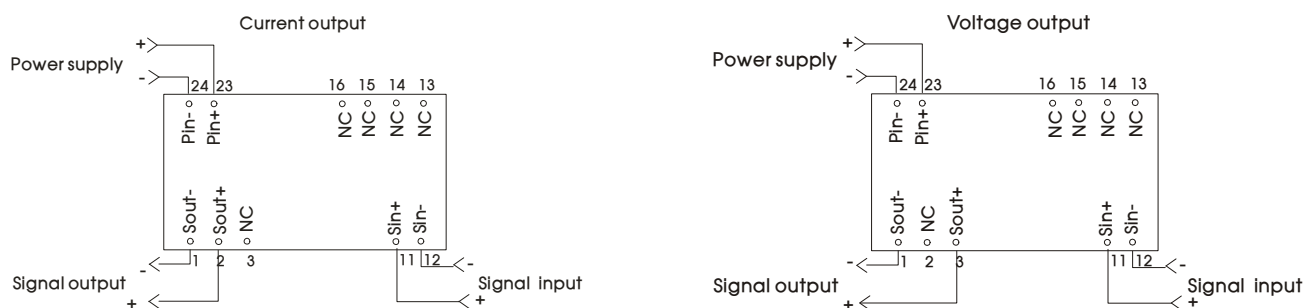 Current output
+
Power supply
-
24 23 16 15 14 13
Pin- Pin+ NC NC NC NC
Sout- Sout+ NC Sin+ Sin-
- 1 2 3 11 12 -
Signal output Signal input
+ +
Voltage output
+
Power supply
-
24 23 16 15 14 13
Pin- Pin+ NC NC NC NC
Sout- NC Sout+ Sin+ Sin-
- 1 2 3 11 12 -
Signal output Signal input
+ +